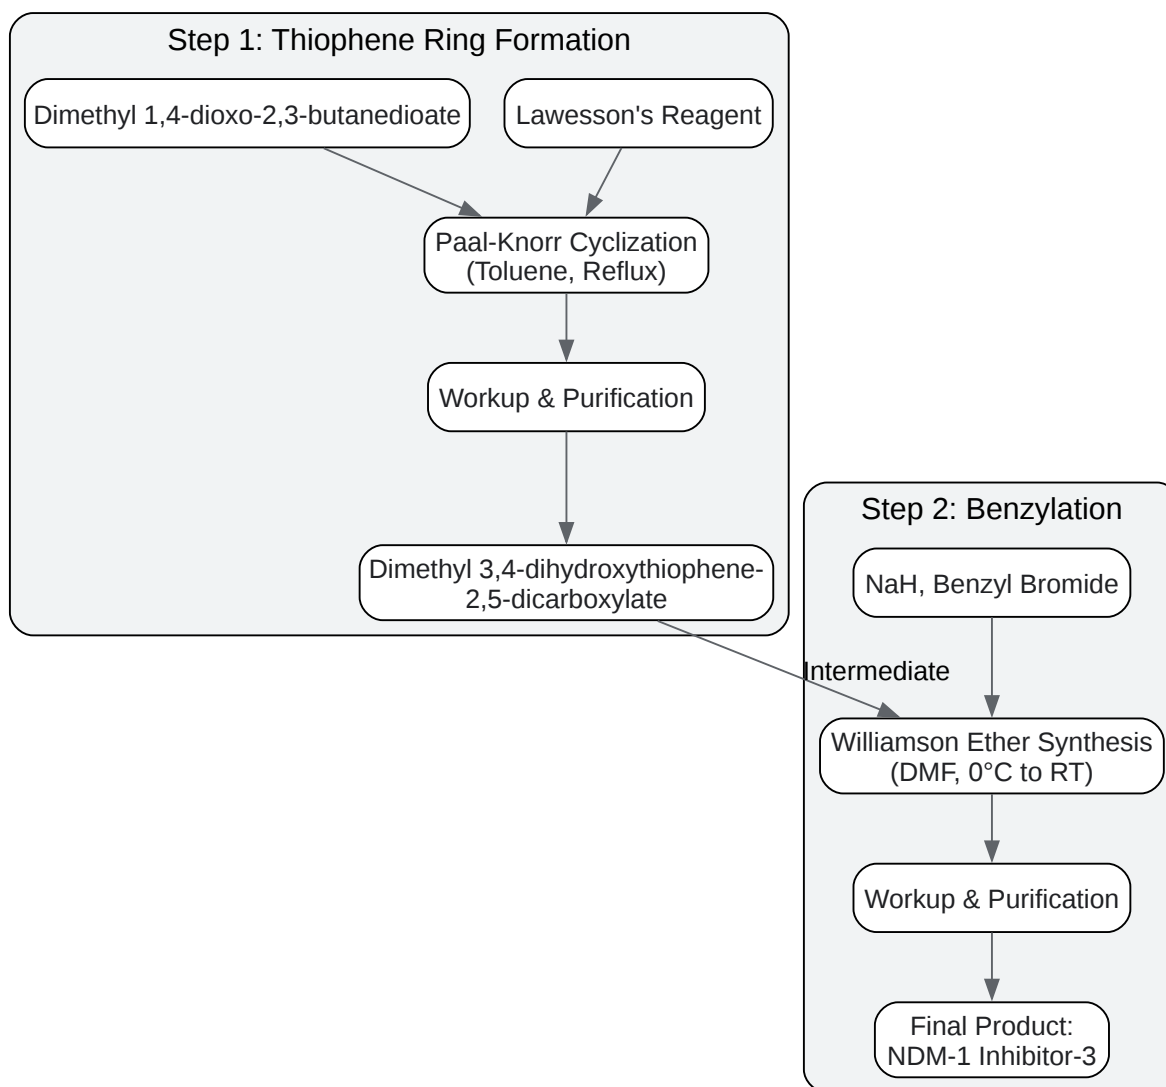 Step 1: Thiophene Ring Formation
Dimethyl 1,4-dioxo-2,3-butanedioate
Lawesson's Reagent
Paal-Knorr Cyclization
(Toluene, Reflux)
Workup & Purification
Dimethyl 3,4-dihydroxythiophene-
2,5-dicarboxylate
Intermediate
Step 2: Benzylation
NaH, Benzyl Bromide
Williamson Ether Synthesis
(DMF, 0°C to RT)
Workup & Purification
Final Product:
NDM-1 Inhibitor-3